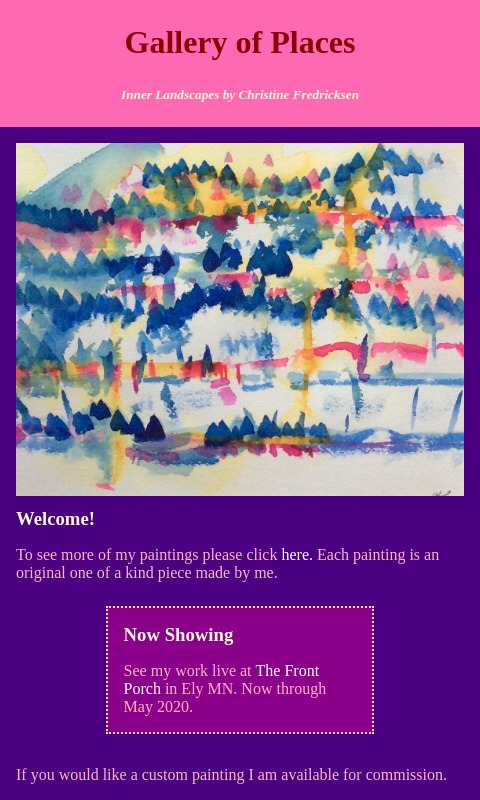 Gallery of Places
Inner Landscapes by Christine Fredricksen
Welcome!
To see more of my paintings please click here. Each painting is an
original one of a kind piece made by me.
Now Showing
See my work live at The Front
Porch in Ely MN. Now through
May 2020.
If you would like a custom painting I am available for commission.